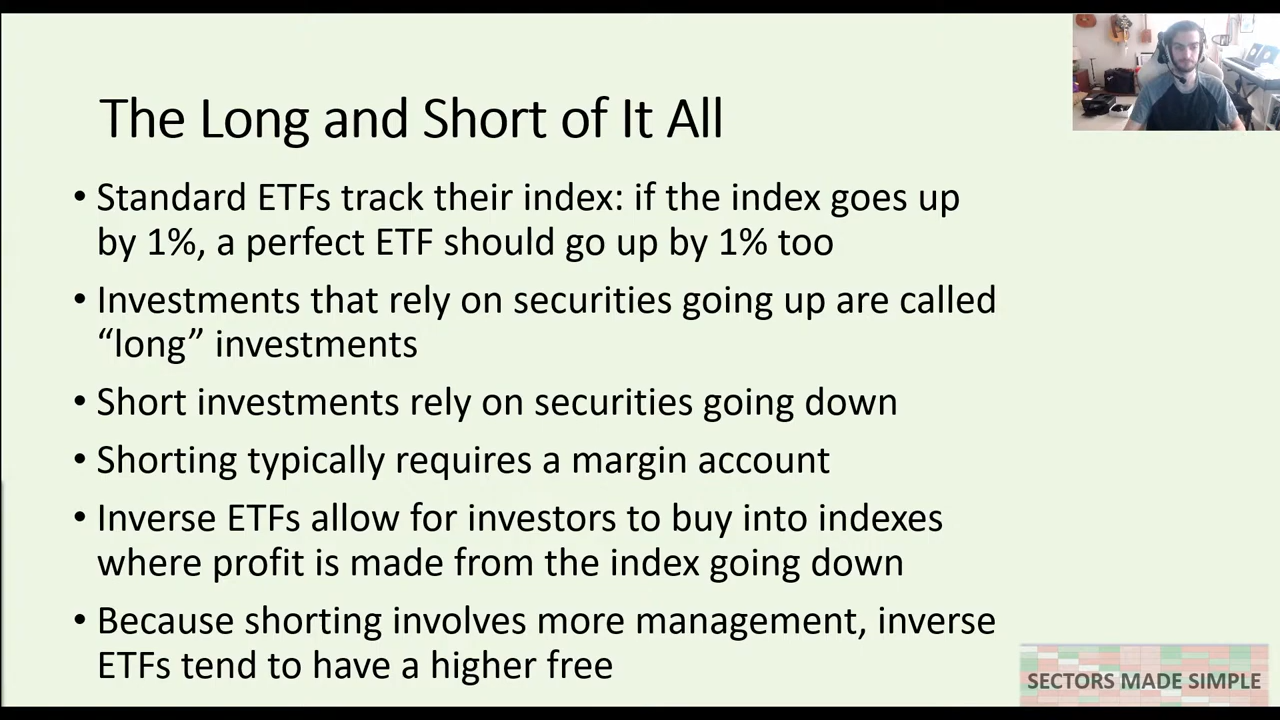 The Long and Short of It All
• Standard ETFs track their index: if the index goes up
by 1%, a perfect ETF should go up by 1% too
• Investments that rely on securities going up are called
“long” investments
• Short investments rely on securities going down
• Shorting typically requires a margin account
• Inverse ETFs allow for investors to buy into indexes
where profit is made from the index going down
• Because shorting involves more management, inverse
ETFs tend to have a higher free
SECTORS MADE SIMPLE